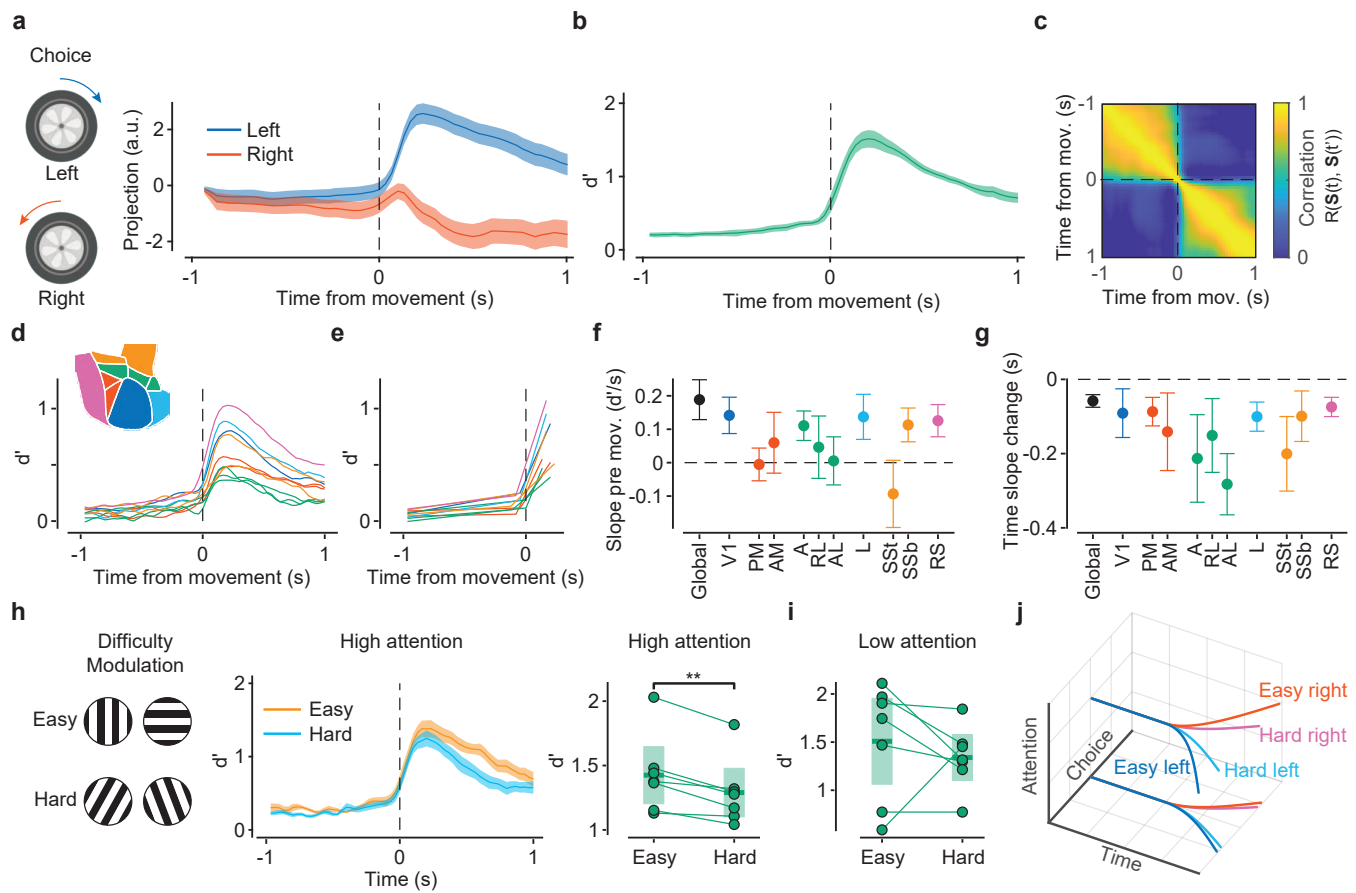 a
Choice
Left
Right
Projection (a.u.)
2
0
-2
Left
Right
-1
0
1
Time from movement (s)
b
d'
2
1
0
-1
0
1
Time from movement (s)
c
Time from mov. (s)
-1
0
1
-1
0
1
Time from mov. (s)
1
0
Correlation
R(S(t), S(t'))
d
d'
1
0
-1
0
1
Time from movement (s)
e
d'
1
0
-1
0
Time from movement (s)
f
Slope pre mov. (d'/s)
0.2
0.1
0
-0.1
Global
V1
PM
AM
A
RL
AL
L
SSt
SSb
RS
g
Time slope change (s)
0
-0.2
-0.4
Global
V1
PM
AM
A
RL
AL
L
SSt
SSb
RS
h
Difficulty
Modulation
Easy
Hard
High attention
d'
2
1
0
Easy
Hard
-1
0
1
Time (s)
High attention
**
d'
2
1.5
1
Easy
Hard
i
Low attention
d'
2
1.5
1
Easy
Hard
j
Attention
Choice
Time
Easy right
Hard right
Easy left
Hard left